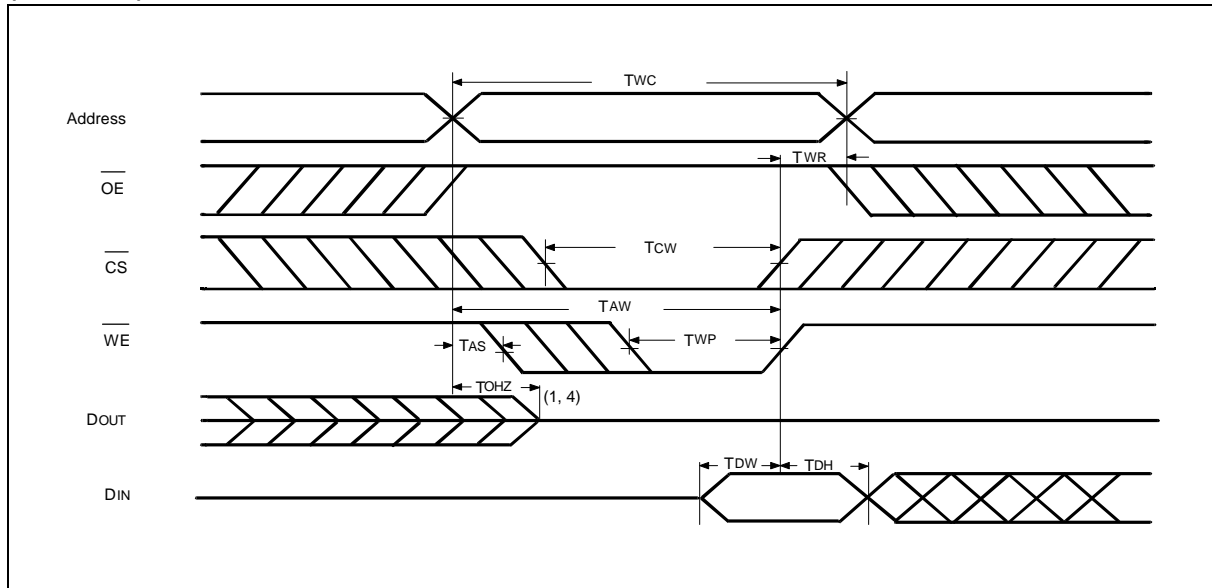 TWC
Address
TWR
OE
TCW
CS
TAW
WE
TAS
TWP
TOHZ
(1, 4)
DOUT
TDW
TDH
DIN